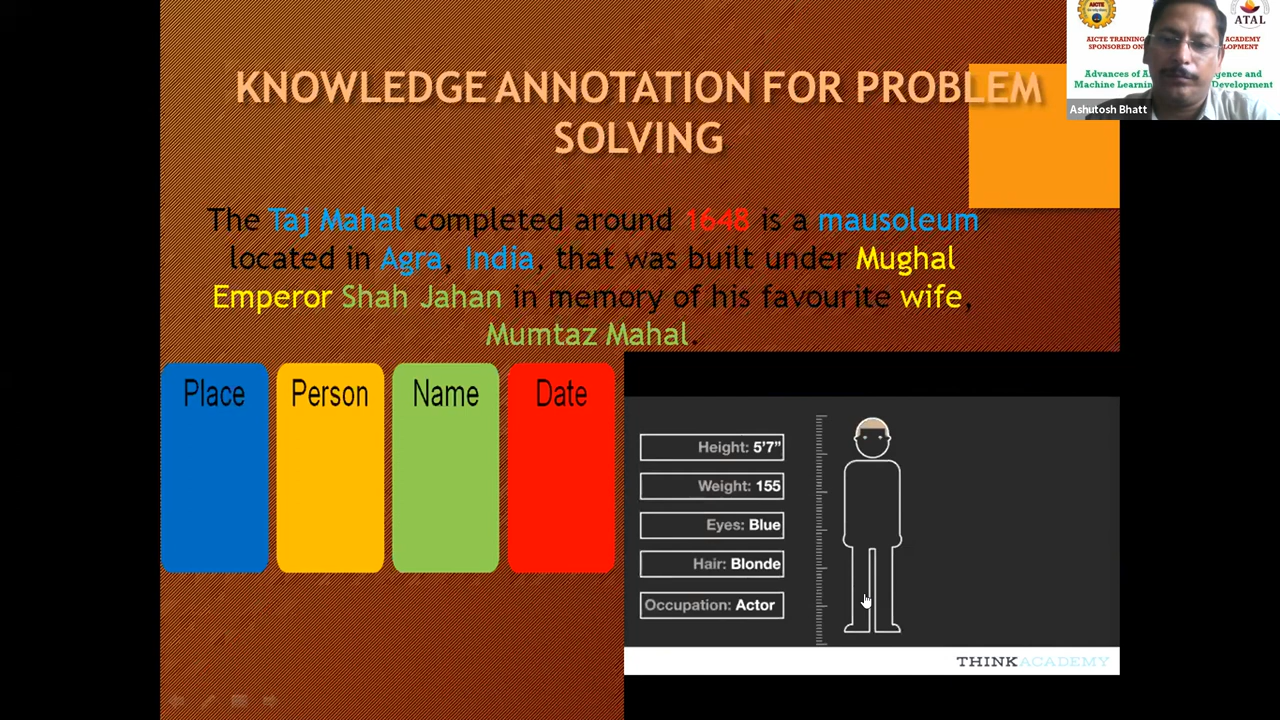 KNOWLEDGE ANNOTATION FOR PROBLEM
SOLVING
The Taj Mahal completed around 1648 is a mausoleum
located in Agra, India, that was built under Mughal
Emperor Shah Jahan in memory of his favourite wife,
Mumtaz Mahal.
Place
Person
Name
Date
Height: 5'7"
Weight: 155
Eyes: Blue
Hair: Blonde
Occupation: Actor
THINKACADEMY
AICTE
ATAL
AICTE TRAINING ACADEMY
SPONSORED
Advances of
Machine Development
Ashutosh Bhatt